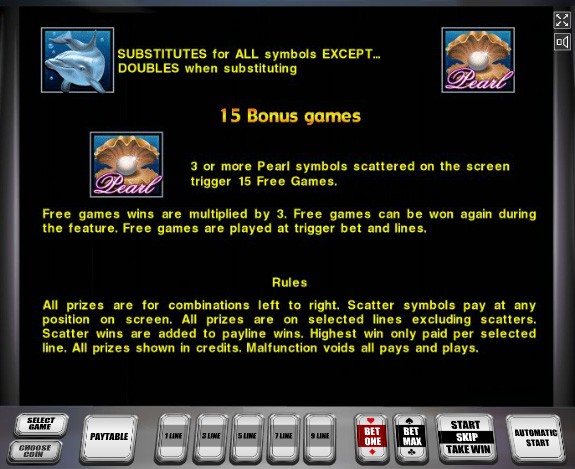 SUBSTITUTES for ALL symbols EXCEPT...
DOUBLES when substituting
Pearl
15 Bonus games
Pearl
3 or more Pearl symbols scattered on the screen
trigger 15 Free Games.
Free games wins are multiplied by 3. Free games can be won again during
the feature. Free games are played at trigger bet and lines.
Rules
All prizes are for combinations left to right. Scatter symbols pay at any
position on screen. All prizes are on selected lines excluding scatters.
Scatter wins are added to payline wins. Highest win only paid per selected
line. All prizes shown in credits. Malfunction voids all pays and plays.
SELECT
GAME
CHOOSE
COIN
PAYTABLE
1 LINE
3 LINE
5 LINE
7 LINE
9 LINE
BET
ONE
BET
MAX
START
SKIP
TAKE WIN
AUTOMATIC
START